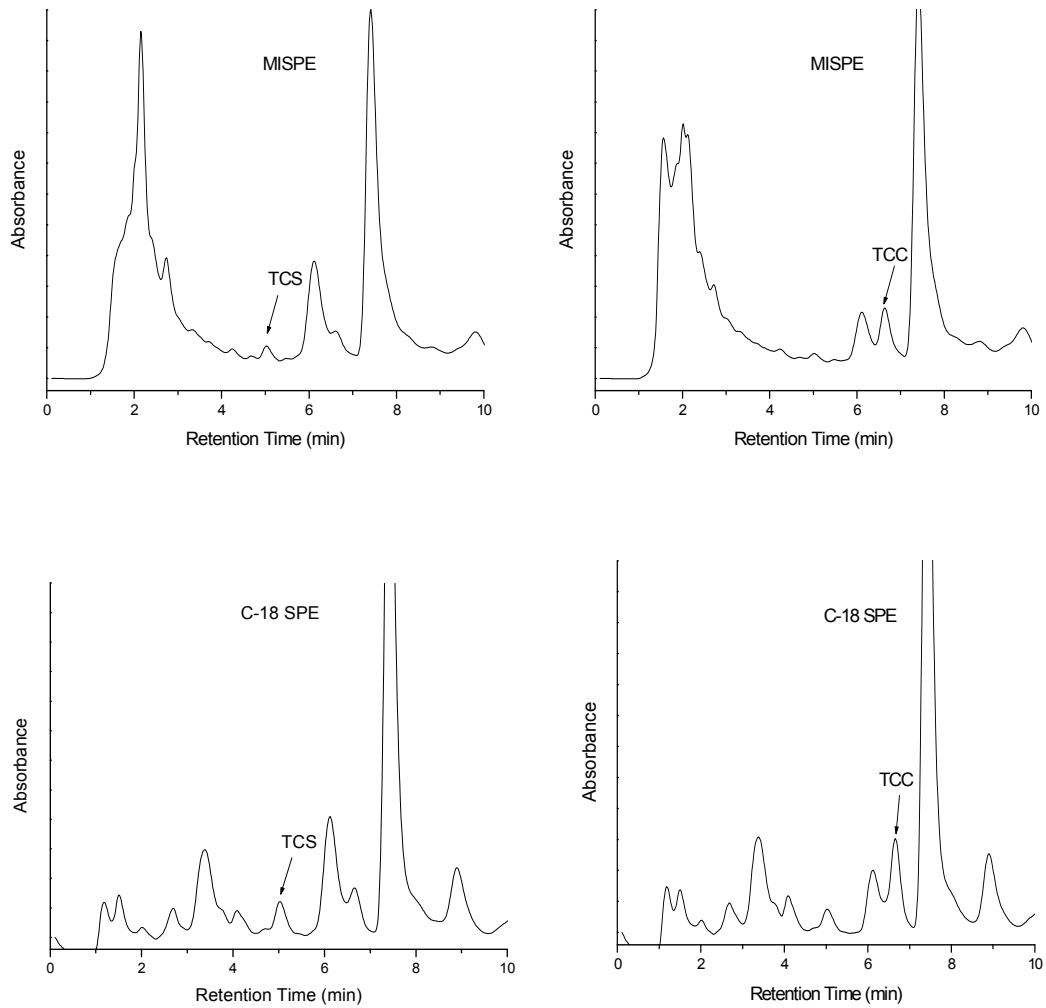 MISPE
TCS
Absorbance
0 2 4 6 8 10
Retention Time (min)
MISPE
TCC
Absorbance
0 2 4 6 8 10
Retention Time (min)
C-18 SPE
TCS
Absorbance
0 2 4 6 8 10
Retention Time (min)
C-18 SPE
TCC
Absorbance
0 2 4 6 8 10
Retention Time (min)